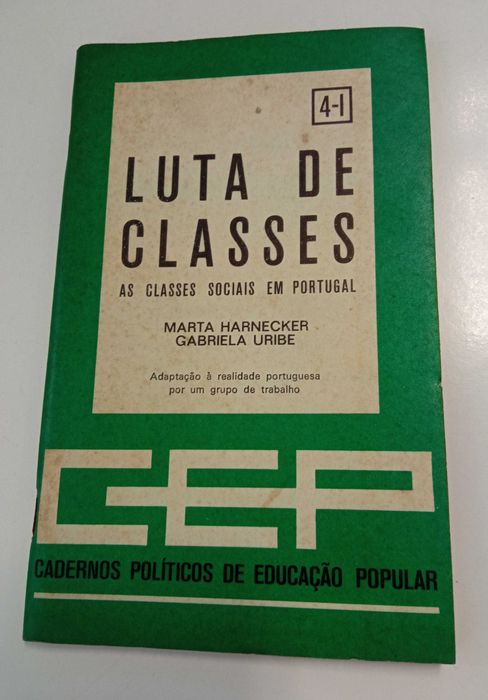 4-I
LUTA DE
CLASSES
AS CLASSES SOCIAIS EM PORTUGAL
MARTA HARNECKER
GABRIELA URIBE
Adaptação à realidade portuguesa
por um grupo de trabalho
CEP
CADERNOS POLÍTICOS DE EDUCAÇÃO POPULAR